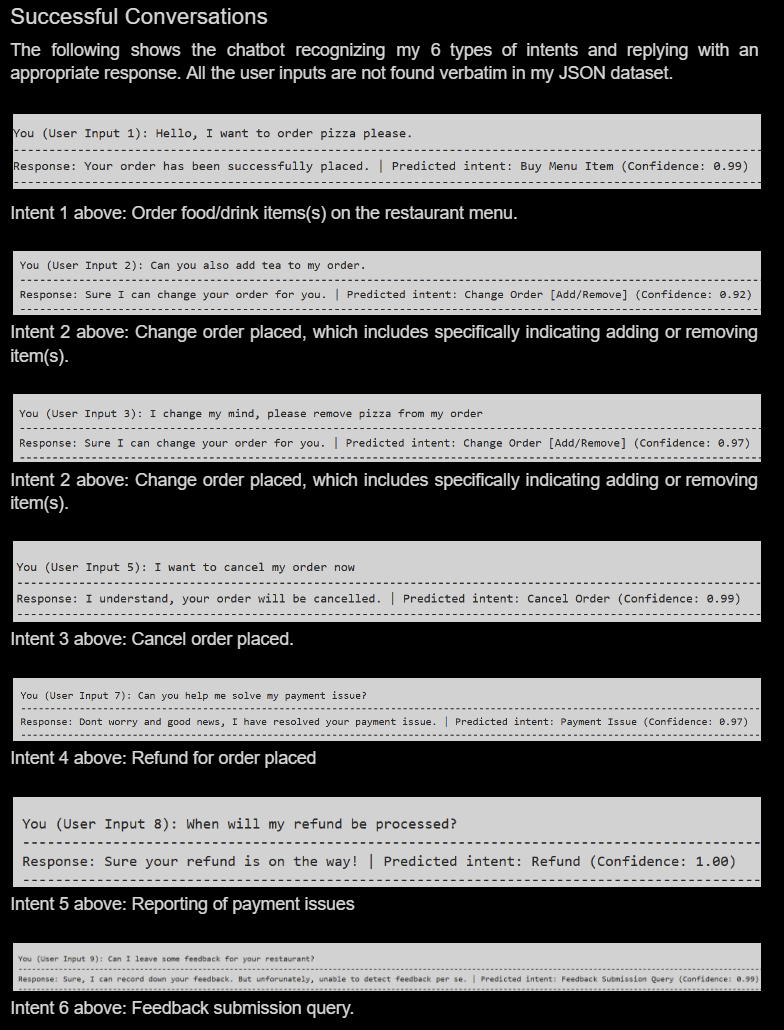 Successful Conversations
The following shows the chatbot recognizing my 6 types of intents and replying with an
appropriate response. All the user inputs are not found verbatim in my JSON dataset.
You (User Input 1): Hello, I want to order pizza please.
Response: Your order has been successfully placed. | Predicted intent: Buy Menu Item (Confidence: 0.99)
Intent 1 above: Order food/drink items(s) on the restaurant menu.
You (User Input 2): Can you also add tea to my order.
Response: Sure I can change your order for you. | Predicted intent: Change Order [Add/Remove] (Confidence: 0.92)
Intent 2 above: Change order placed, which includes specifically indicating adding or removing
item(s).
You (User Input 3): I change my mind, please remove pizza from my order
Response: Sure I can change your order for you. | Predicted intent: Change Order [Add/Remove] (Confidence: 0.97)
Intent 2 above: Change order placed, which includes specifically indicating adding or removing
item(s).
You (User Input 5): I want to cancel my order now
Response: I understand, your order will be cancelled. | Predicted intent: Cancel Order (Confidence: 0.99)
Intent 3 above: Cancel order placed.
You (User Input 7): Can you help me solve my payment issue?
Response: Dont worry and good news, I have resolved your payment issue. | Predicted intent: Payment Issue (Confidence: 0.97)
Intent 4 above: Refund for order placed
You (User Input 8): When will my refund be processed?
Response: Sure your refund is on the way! | Predicted intent: Refund (Confidence: 1.00)
Intent 5 above: Reporting of payment issues
You (User Input 9): Can I leave some feedback for your restaurant?
Response: Sure, I can record down your feedback. But unforunately, unable to detect feedback per se. | Predicted intent: Feedback Submission Query (Confidence: 0.99)
Intent 6 above: Feedback submission query.